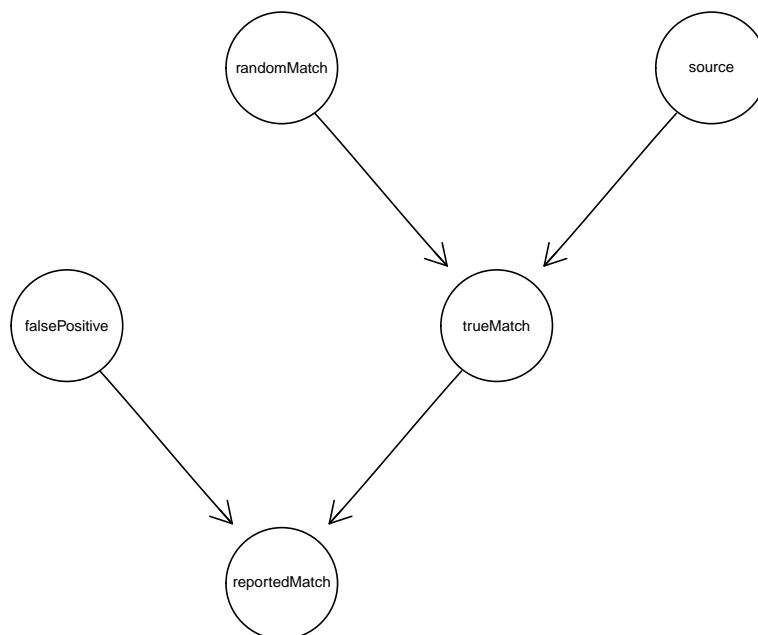 randomMatch
source
falsePositive
trueMatch
reportedMatch